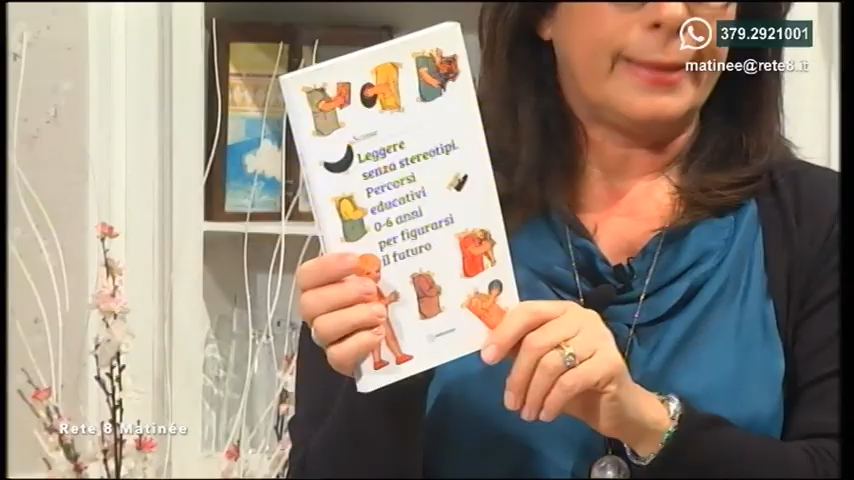 379.2921001
matinee@rete8.it
Leggere
senza stereotipi.
Percorsi
educativi
0-6 anni
per figurarsi
il futuro
Rete 8 Matinée